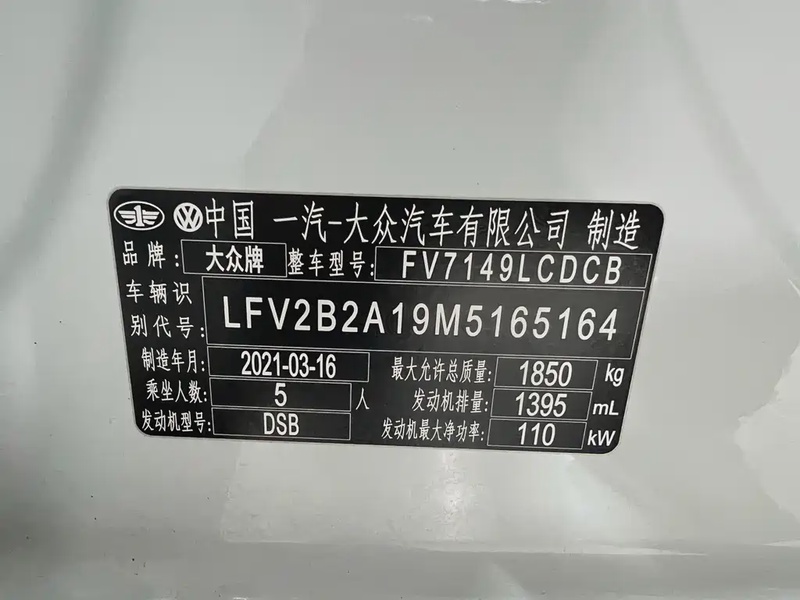 中国 一汽-大众汽车有限公司 制造
品牌: 大众牌 整车型号: FV7149LCDCB
车辆识别代号: LFV2B2A19M5165164
制造年月: 2021-03-16 最大允许总质量: 1850 kg
乘坐人数: 5 人 发动机排量: 1395 mL
发动机型号: DSB 发动机最大净功率: 110 kW